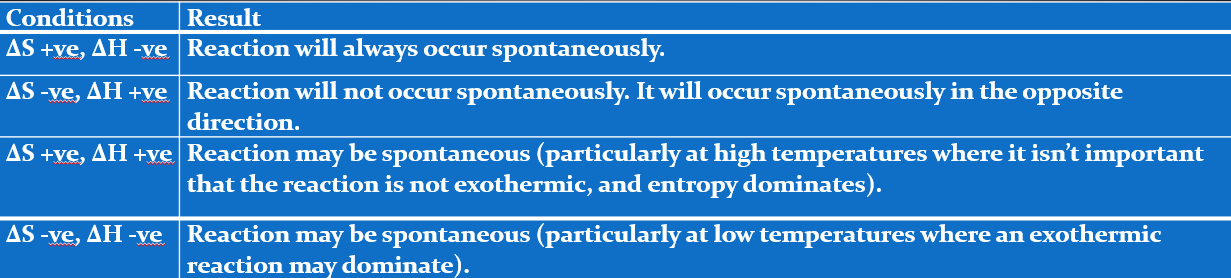 Conditions Result
ΔS +ve, ΔH -ve Reaction will always occur spontaneously.
ΔS -ve, ΔH +ve Reaction will not occur spontaneously. It will occur spontaneously in the opposite
direction.
ΔS +ve, ΔH +ve Reaction may be spontaneous (particularly at high temperatures where it isn’t important
that the reaction is not exothermic, and entropy dominates).
ΔS -ve, ΔH -ve Reaction may be spontaneous (particularly at low temperatures where an exothermic
reaction may dominate).